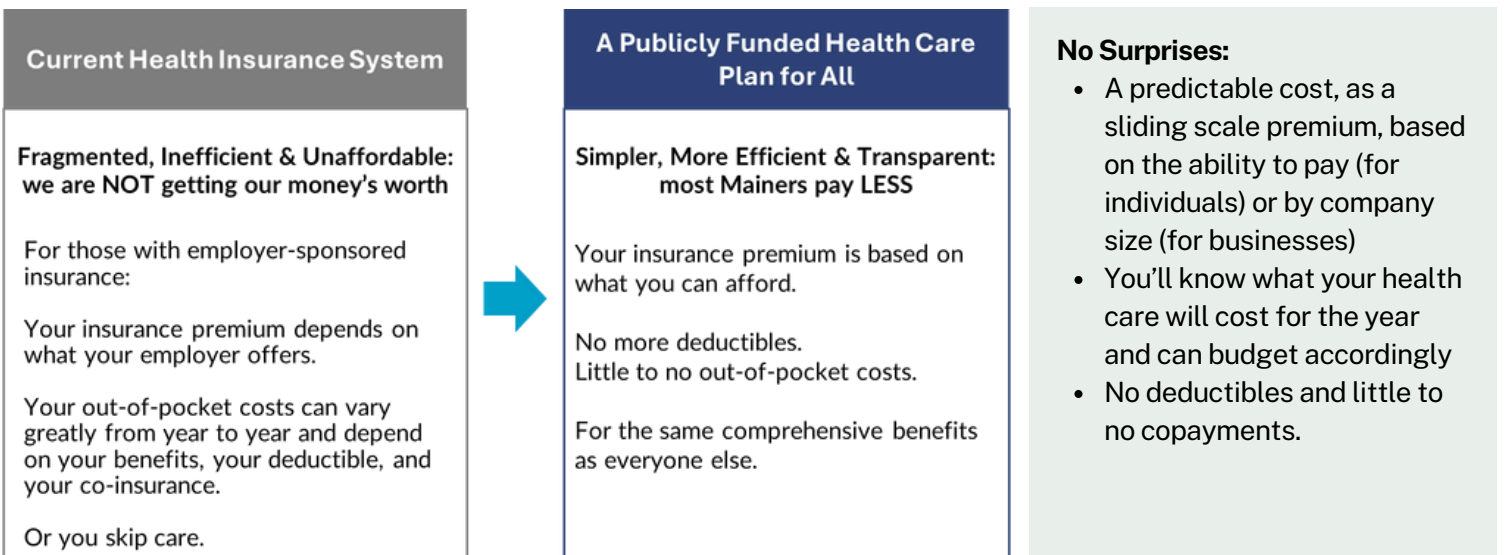 Current Health Insurance System
Fragmented, Inefficient & Unaffordable:
we are NOT getting our money’s worth
For those with employer-sponsored
insurance:
Your insurance premium depends on
what your employer offers.
Your out-of-pocket costs can vary
greatly from year to year and depend
on your benefits, your deductible, and
your co-insurance.
Or you skip care.
A Publicly Funded Health Care
Plan for All
Simpler, More Efficient & Transparent:
most Mainers pay LESS
Your insurance premium is based on
what you can afford.
No more deductibles.
Little to no out-of-pocket costs.
For the same comprehensive benefits
as everyone else.
No Surprises:
• A predictable cost, as a
sliding scale premium, based
on the ability to pay (for
individuals) or by company
size (for businesses)
• You’ll know what your health
care will cost for the year
and can budget accordingly
• No deductibles and little to
no copayments.